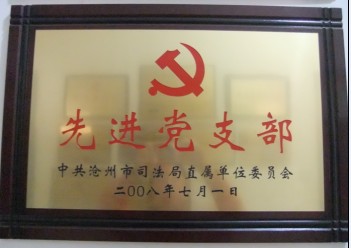 先进党支部
中共沧州市司法局直属单位委员会
二00八年七月一日